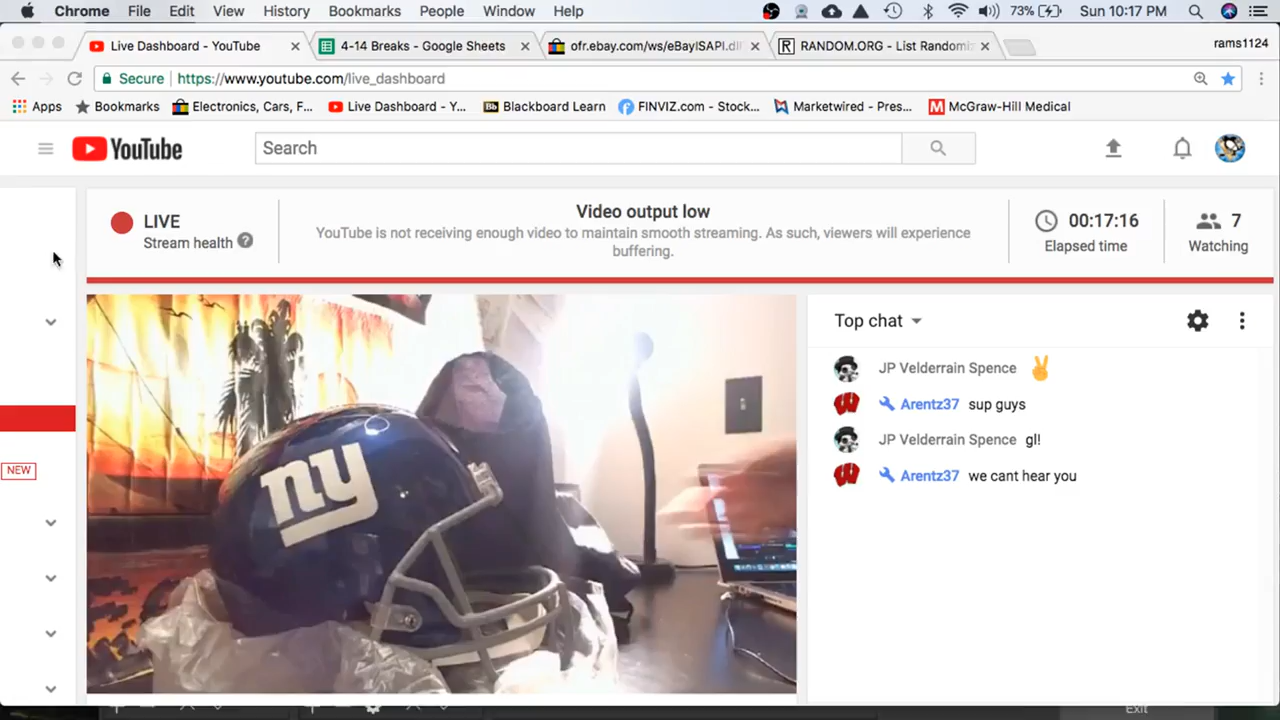 Chrome File Edit View History Bookmarks People Window Help 73% Sun 10:17 PM
Live Dashboard - YouTube 4-14 Breaks - Google Sheets ofr.ebay.com/ws/eBayISAPI.dl RANDOM.ORG - List Randomi rams1124
Secure https://www.youtube.com/live_dashboard
Apps Bookmarks Electronics, Cars, F... Live Dashboard - Y... Bb Blackboard Learn FINVIZ.com - Stock... Marketwired - Pres... M McGraw-Hill Medical
YouTube Search
LIVE
Stream health ?
Video output low
YouTube is not receiving enough video to maintain smooth streaming. As such, viewers will experience
buffering.
00:17:16
Elapsed time
7
Watching
NEW
ny
Top chat
JP Velderrain Spence ✌
Arentz37 sup guys
JP Velderrain Spence gl!
Arentz37 we cant hear you
Exit